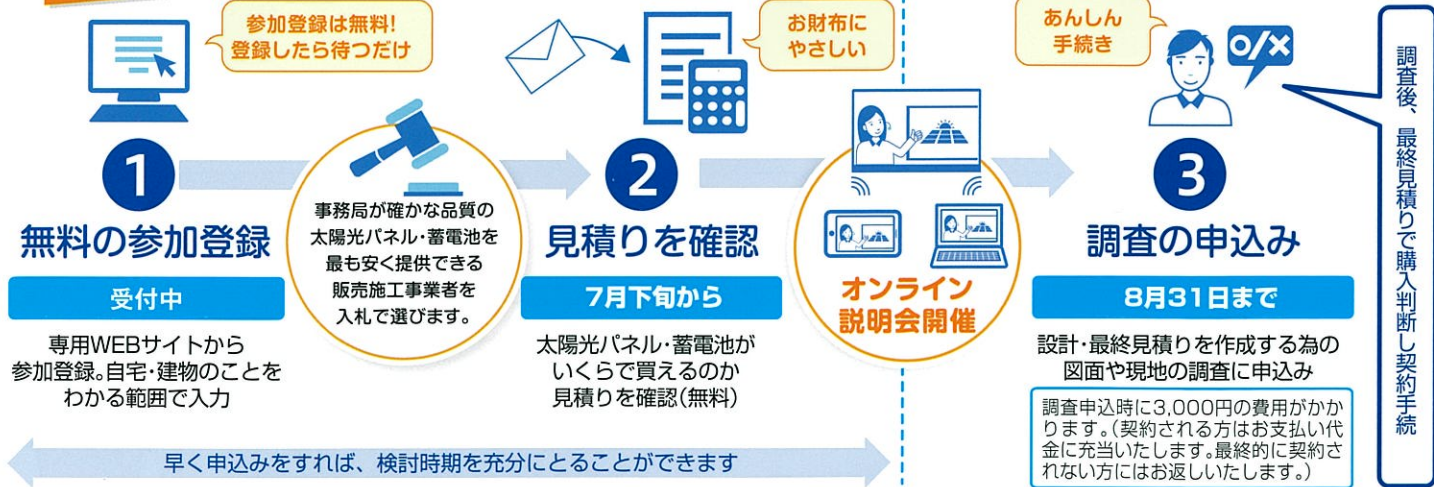 参加登録は無料!
登録したら待つだけ
お財布に
やさしい
あんしん
手続き
o/×
1
無料の参加登録
受付中
専用WEBサイトから
参加登録。自宅・建物のことを
わかる範囲で入力
事務局が確かな品質の
太陽光パネル・蓄電池を
最も安く提供できる
販売施工事業者を
入札で選びます。
2
見積りを確認
7月下旬から
太陽光パネル・蓄電池が
いくらで買えるのか
見積りを確認(無料)
オンライン
説明会開催
3
調査の申込み
8月31日まで
設計・最終見積りを作成する為の
図面や現地の調査に申込み
調査申込時に3,000円の費用がかか
ります。(契約される方はお支払い代
金に充当いたします。最終的に契約さ
れない方にはお返しいたします。)
調査後、最終見積りで購入判断し契約手続
早く申込みをすれば、検討時期を充分にとることができます